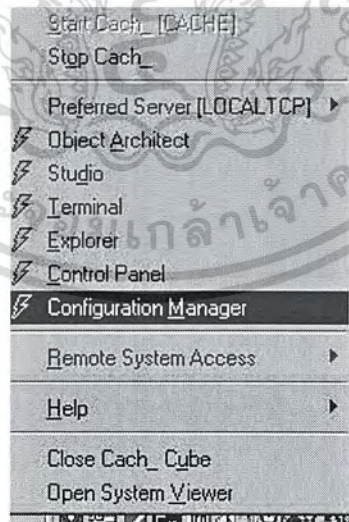 Start Cach_ [CACHE]
Stop Cach_
Preferred Server [LOCALTCP]
Object Architect
Studio
Terminal
Explorer
Control Panel
Configuration Manager
Remote System Access
Help
Close Cach_ Cube
Open System Viewer